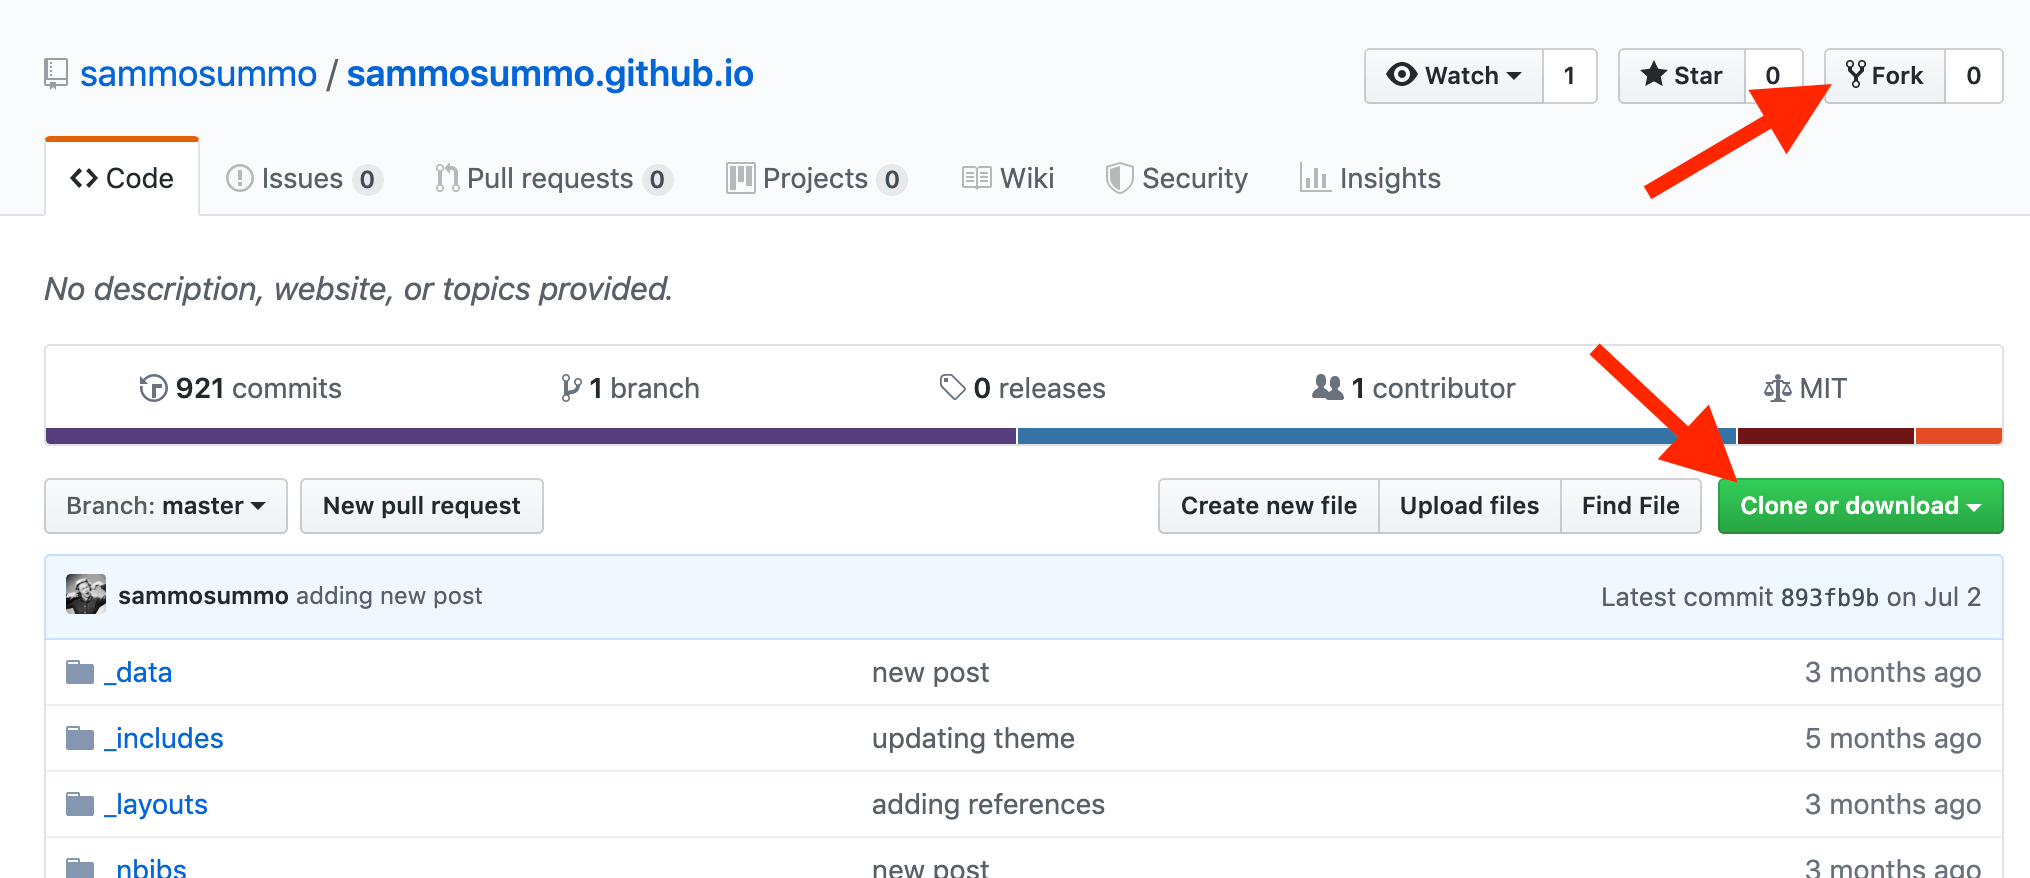 sammosummo / sammosummo.github.io
Watch 1 Star 0 Fork 0
Code Issues 0 Pull requests 0 Projects 0 Wiki Security Insights
No description, website, or topics provided.
921 commits 1 branch 0 releases 1 contributor MIT
Branch: master New pull request Create new file Upload files Find File Clone or download
sammosummo adding new post Latest commit 893fb9b on Jul 2
_data new post 3 months ago
_includes updating theme 5 months ago
_layouts adding references 3 months ago
_nbibs new post 3 months ago